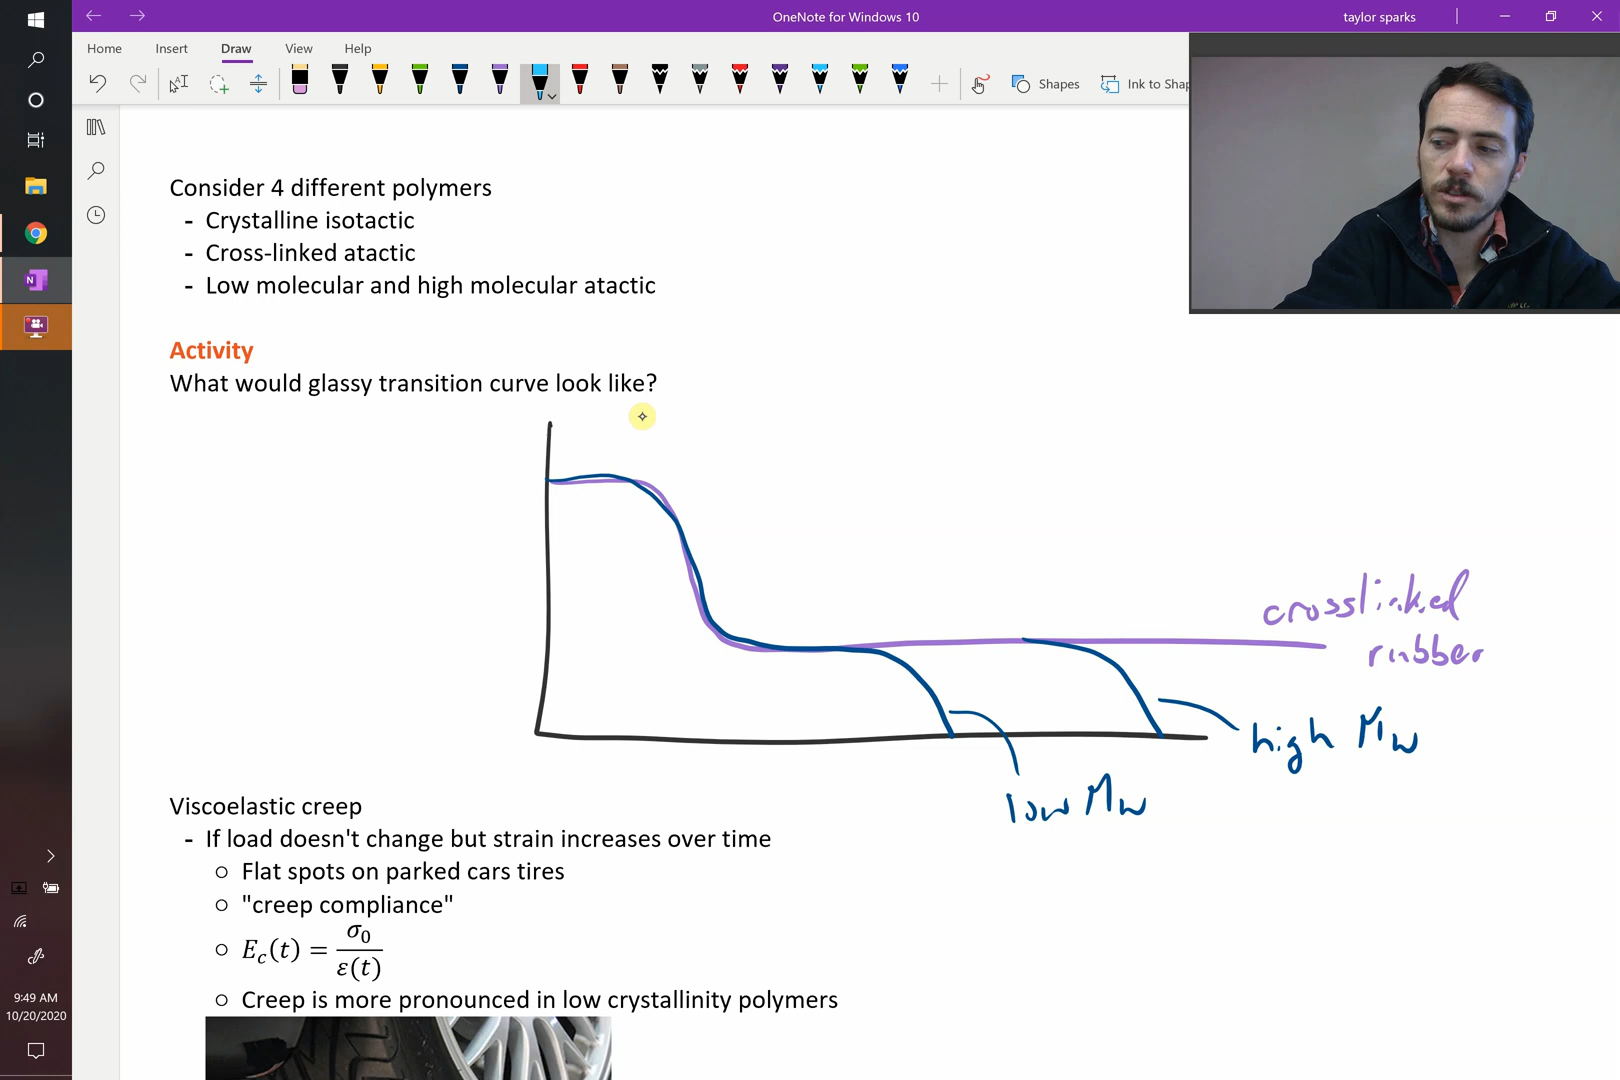 OneNote for Windows 10
taylor sparks
Home Insert Draw View Help
Shapes
Ink to Shap
Consider 4 different polymers
- Crystalline isotactic
- Cross-linked atactic
- Low molecular and high molecular atactic
Activity
What would glassy transition curve look like?
crosslinked
rubber
high Mw
low Mw
Viscoelastic creep
- If load doesn't change but strain increases over time
○ Flat spots on parked cars tires
○ "creep compliance"
○ E_c(t) = σ_0 / ε(t)
○ Creep is more pronounced in low crystallinity polymers
9:49 AM
10/20/2020